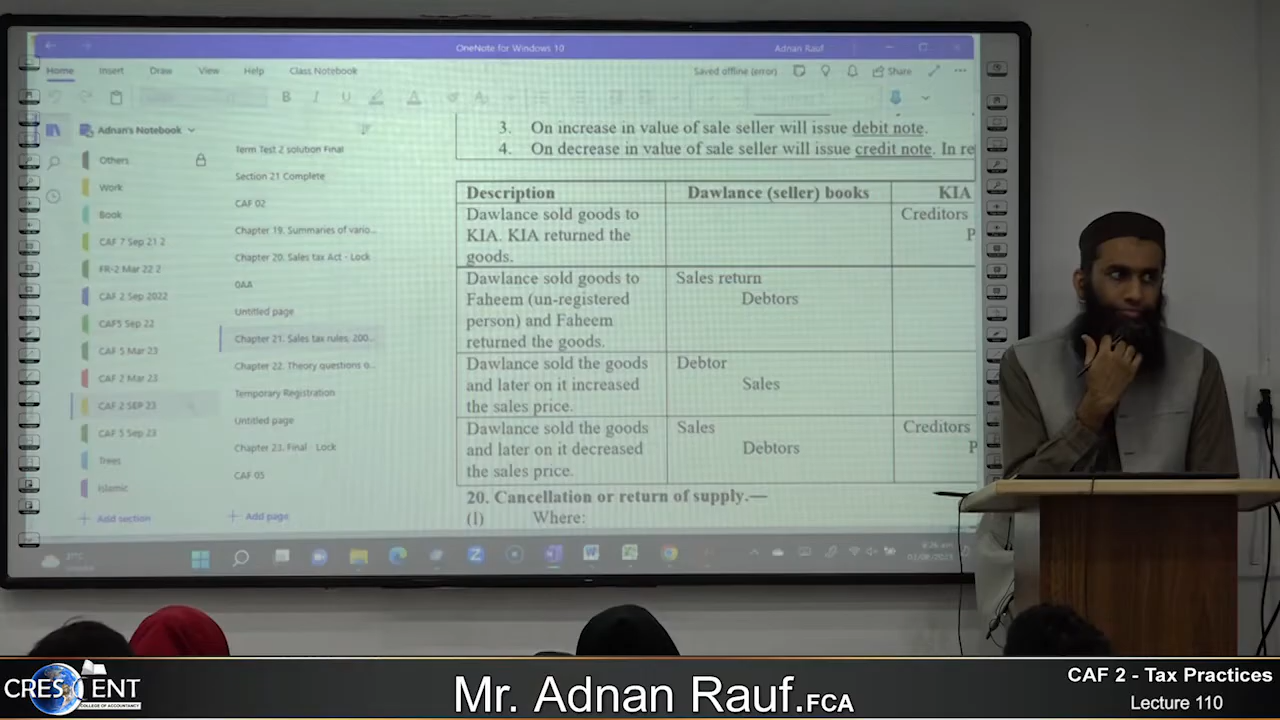 OneNote for Windows 10
Adnan Rauf
Home Insert Draw View Help Class Notebook
Saved offline (error)
Share
B I U
Adnan's Notebook
Others
Work
Book
CAF 7 Sep 21 2
FR-2 Mar 22 2
CAF 2 Sep 2022
CAF5 Sep 22
CAF 5 Mar 23
CAF 2 Mar 23
CAF 2 SEP 23
CAF 5 Sep 23
Trees
Islamic
+ Add section
Term Test 2 solution Final
Section 21 Complete
CAF 02
Chapter 19. Summaries of vario...
Chapter 20. Sales tax Act - Lock
Untitled page
Chapter 21. Sales tax rules, 200...
Chapter 22. Theory questions o...
Temporary Registration
Untitled page
Chapter 23. Final Lock
CAF 05
+ Add page
3. On increase in value of sale seller will issue debit note.
4. On decrease in value of sale seller will issue credit note. In re
Description Dawlance (seller) books KIA
Dawlance sold goods to Creditors
KIA. KIA returned the P
goods.
Dawlance sold goods to Sales return
Faheem (un-registered Debtors
person) and Faheem
returned the goods.
Dawlance sold the goods Debtor
and later on it increased Sales
the sales price.
Dawlance sold the goods Sales Creditors
and later on it decreased Debtors P
the sales price.
20. Cancellation or return of supply.—
(1) Where:
CRESCENT
COLLEGE OF ACCOUNTANCY
Mr. Adnan Rauf.FCA
CAF 2 - Tax Practices
Lecture 110